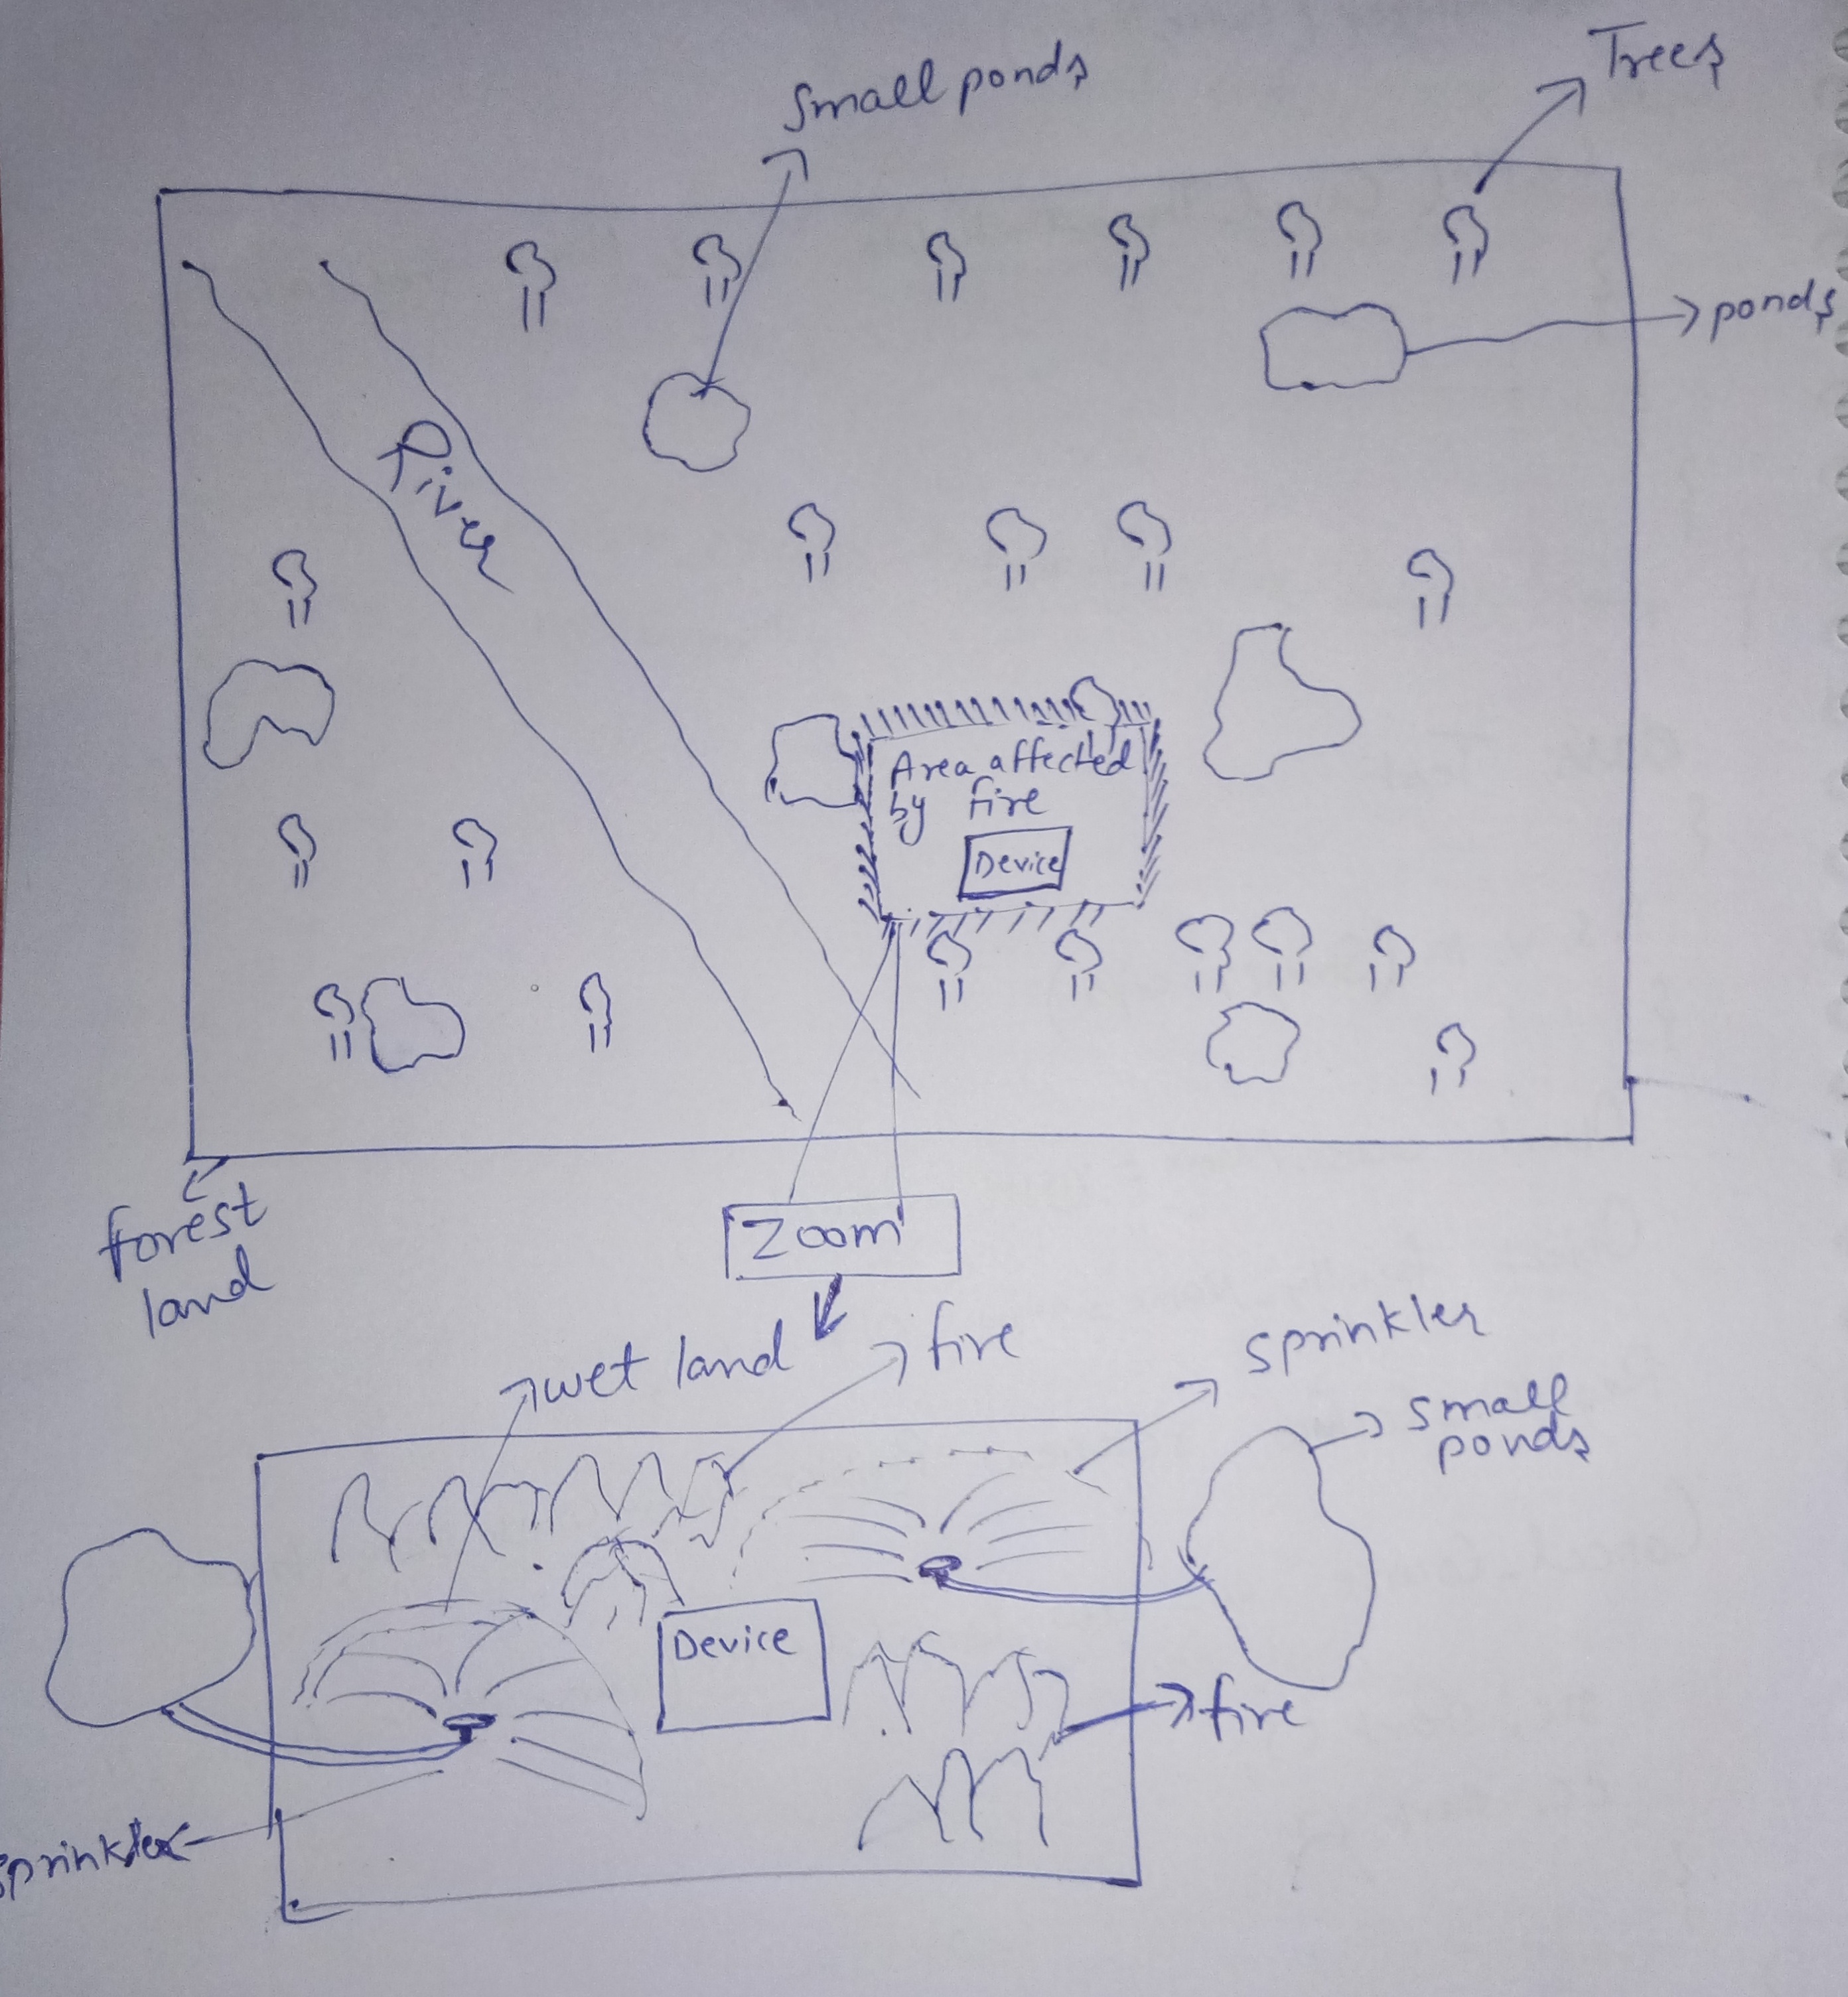 Trees
small ponds
ponds
River
Area affected
by fire
Device
forest
land
Zoom
wet land
fire
sprinkler
small
ponds
Device
fire
sprinkler